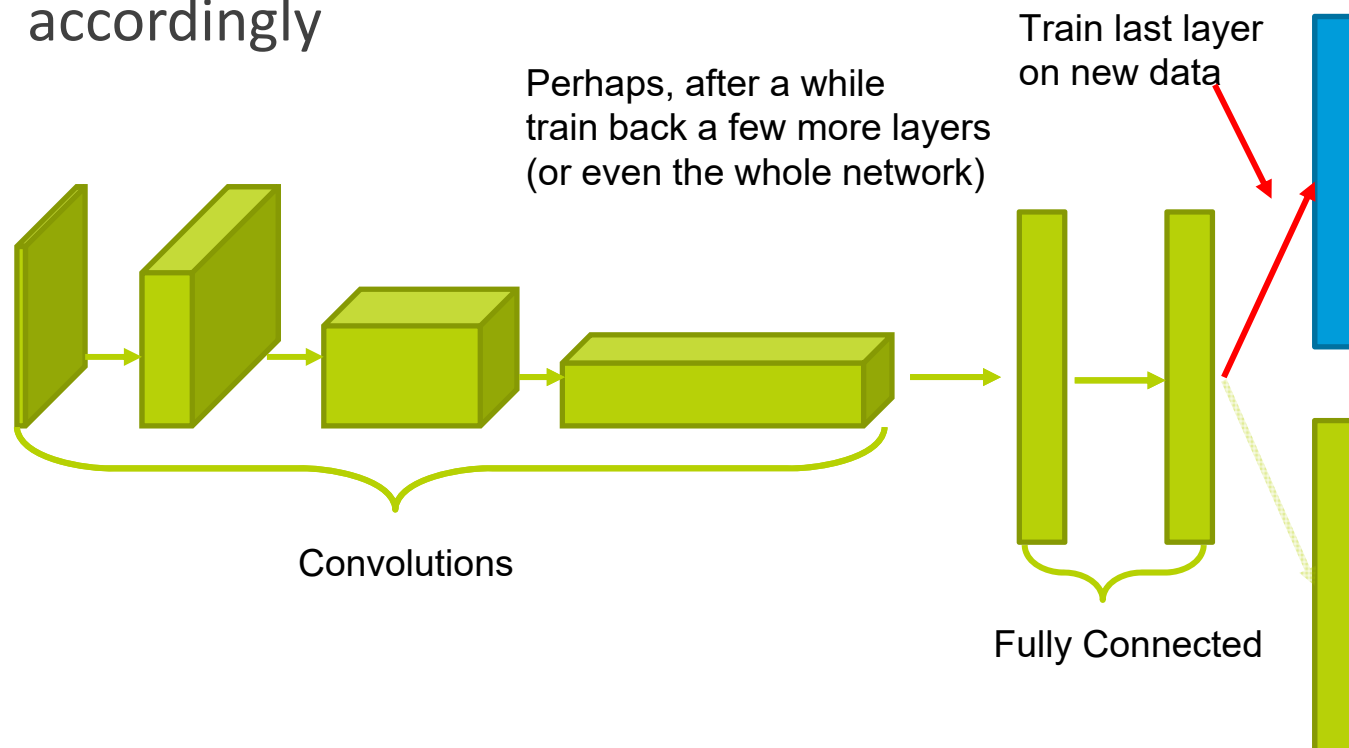 accordingly
Train last layer
on new data
Perhaps, after a while
train back a few more layers
(or even the whole network)
Convolutions
Fully Connected